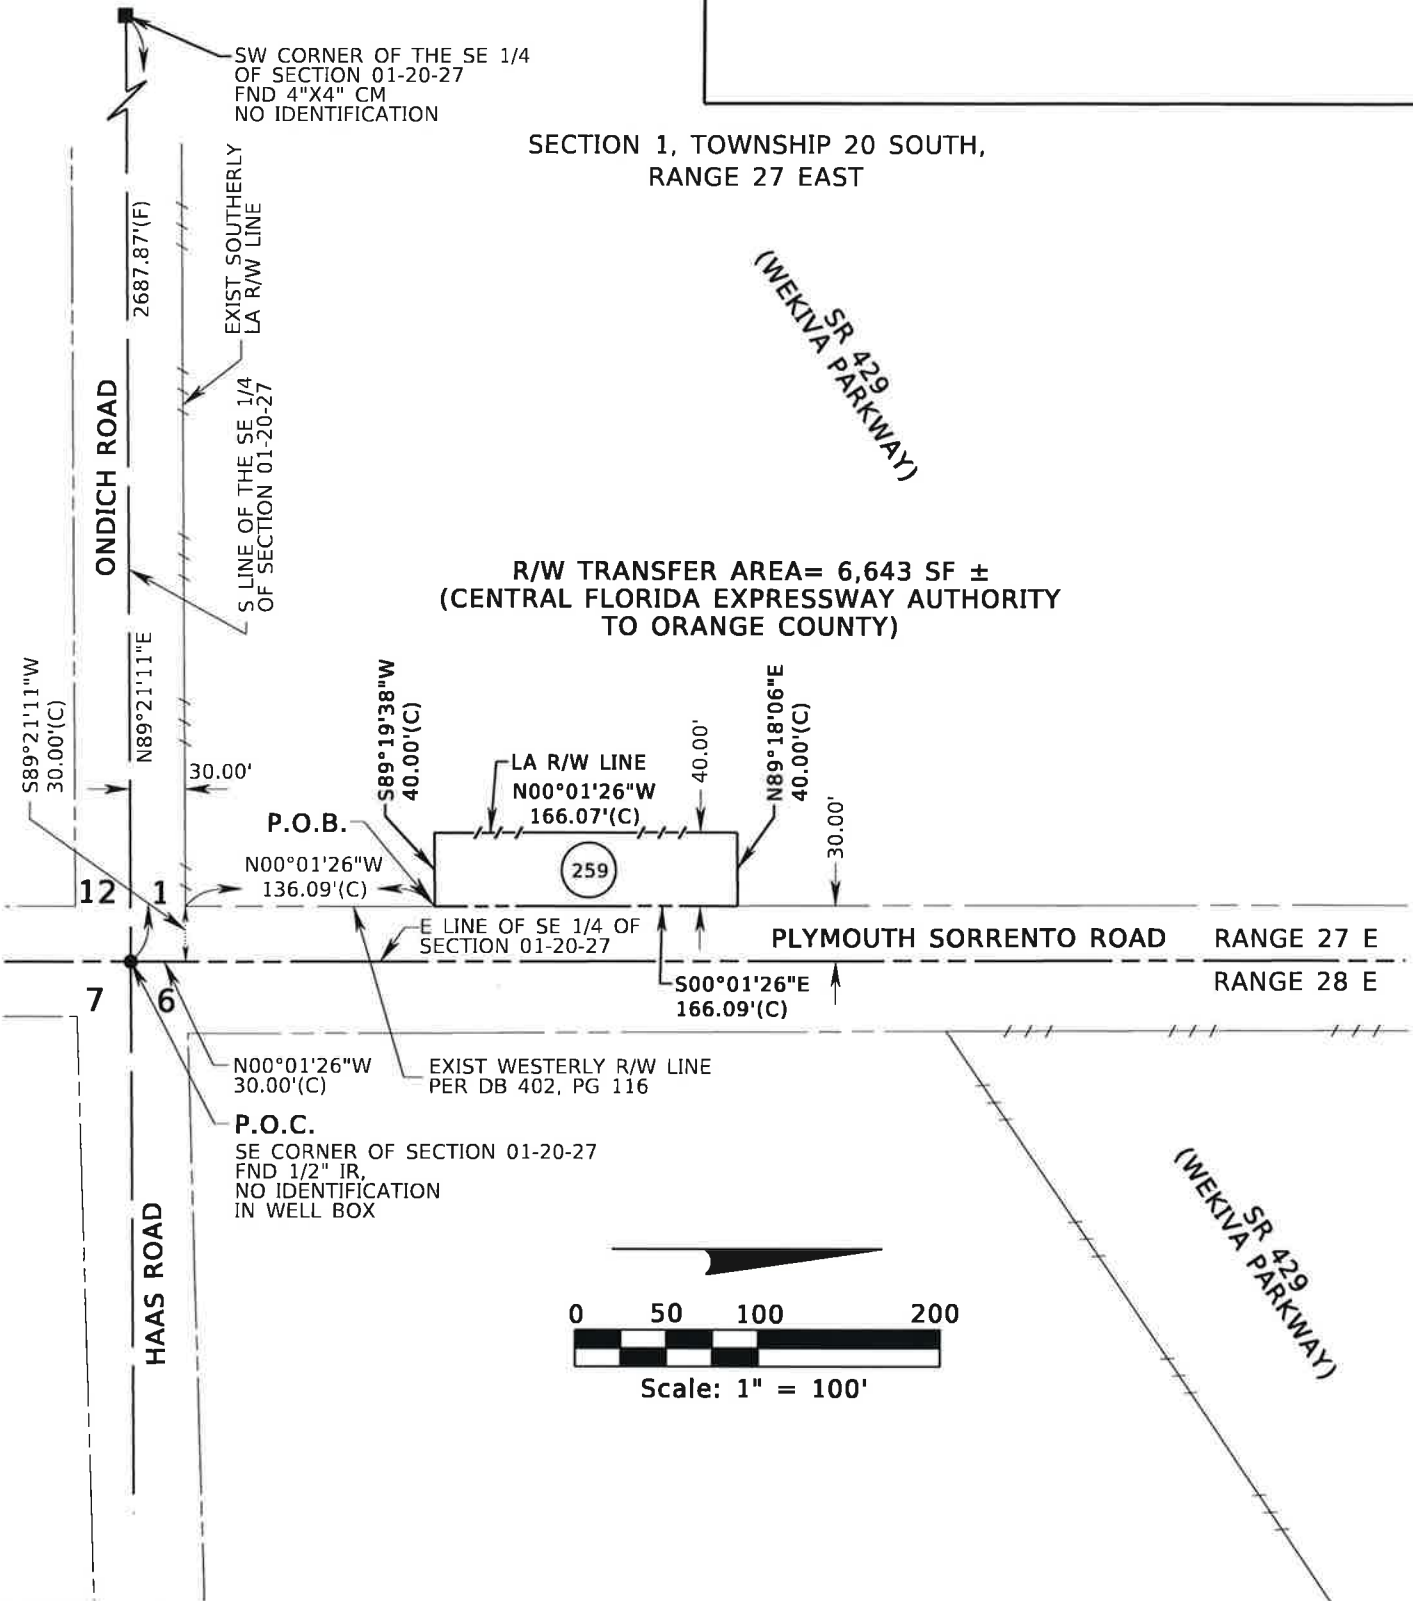 SW CORNER OF THE SE 1/4
OF SECTION 01-20-27
FND 4"X4" CM
NO IDENTIFICATION
SECTION 1, TOWNSHIP 20 SOUTH,
RANGE 27 EAST
2687.87'(F)
EXIST SOUTHERLY
LA R/W LINE
SR 429
(WEKIVA PARKWAY)
ONDICH ROAD
S LINE OF THE SE 1/4
OF SECTION 01-20-27
R/W TRANSFER AREA= 6,643 SF ±
(CENTRAL FLORIDA EXPRESSWAY AUTHORITY
TO ORANGE COUNTY)
S89°21'11"W
30.00'(C)
N89°21'11"E
30.00'
S89°19'38"W
40.00'(C)
LA R/W LINE
N00°01'26"W
166.07'(C)
40.00'
N89°18'06"E
40.00'(C)
30.00'
P.O.B.
N00°01'26"W
136.09'(C)
259
12
1
E LINE OF SE 1/4 OF
SECTION 01-20-27
PLYMOUTH SORRENTO ROAD
RANGE 27 E
RANGE 28 E
7
6
S00°01'26"E
166.09'(C)
N00°01'26"W
30.00'(C)
EXIST WESTERLY R/W LINE
PER DB 402, PG 116
P.O.C.
SE CORNER OF SECTION 01-20-27
FND 1/2" IR,
NO IDENTIFICATION
IN WELL BOX
HAAS ROAD
SR 429
(WEKIVA PARKWAY)
0 50 100 200
Scale: 1" = 100'